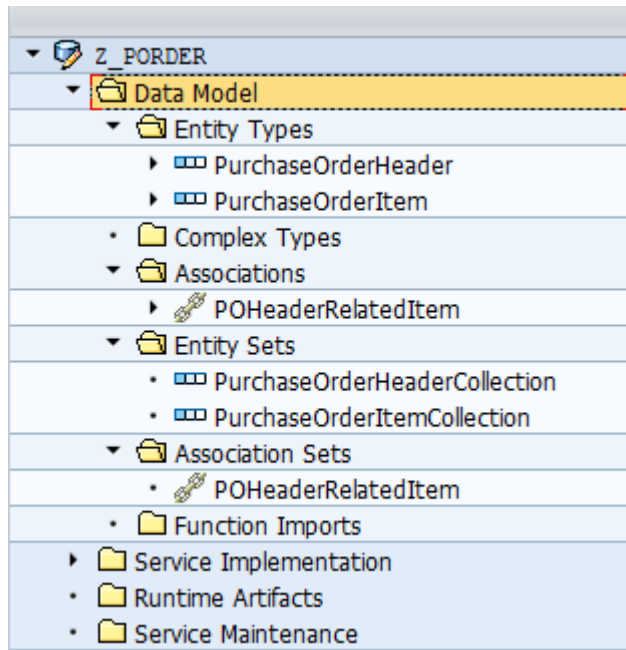 Z_PORDER
Data Model
Entity Types
PurchaseOrderHeader
PurchaseOrderItem
Complex Types
Associations
POHeaderRelatedItem
Entity Sets
PurchaseOrderHeaderCollection
PurchaseOrderItemCollection
Association Sets
POHeaderRelatedItem
Function Imports
Service Implementation
Runtime Artifacts
Service Maintenance